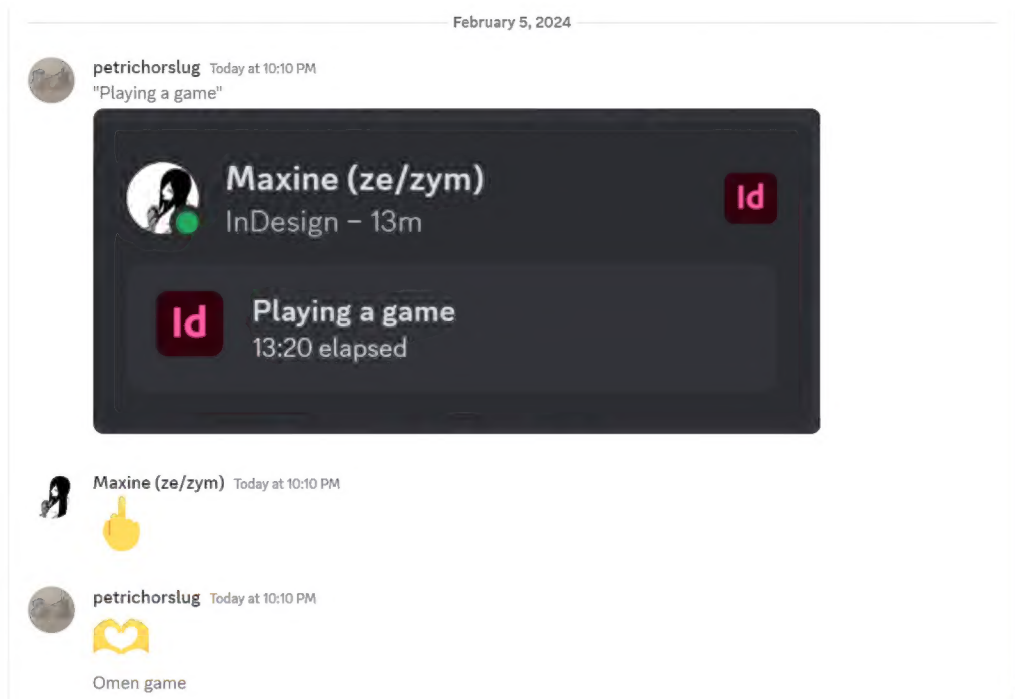 February 5, 2024
petrichorslug Today at 10:10 PM
"Playing a game"
Maxine (ze/zym)
InDesign – 13m
Id
Id
Playing a game
13:20 elapsed
Maxine (ze/zym) Today at 10:10 PM
petrichorslug Today at 10:10 PM
Omen game